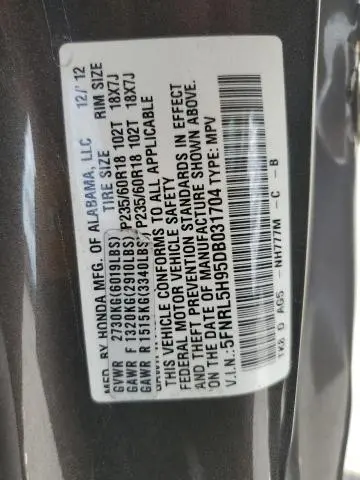 MFD. BY HONDA MFG. OF ALABAMA, LLC 12/'12
TIRE SIZE RIM SIZE
GVWR 2730KG(6019LBS)
GAWR F 1320KG(2910LBS) P235/60R18 102T 18X7J
GAWR R 1515KG(3340LBS) P235/60R18 102T 18X7J
THIS VEHICLE CONFORMS TO ALL APPLICABLE
FEDERAL MOTOR VEHICLE SAFETY
AND THEFT PREVENTION STANDARDS IN EFFECT
ON THE DATE OF MANUFACTURE SHOWN ABOVE.
V.I.N.: 5FNRL5H95DB031704 TYPE: MPV
TK8 0 AG5 - NH777M - C - B